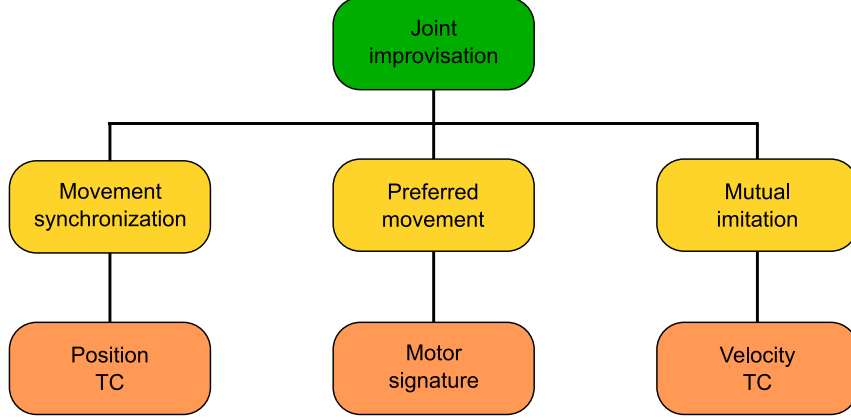 Joint
improvisation
Movement
synchronization
Preferred
movement
Mutual
imitation
Position
TC
Motor
signature
Velocity
TC